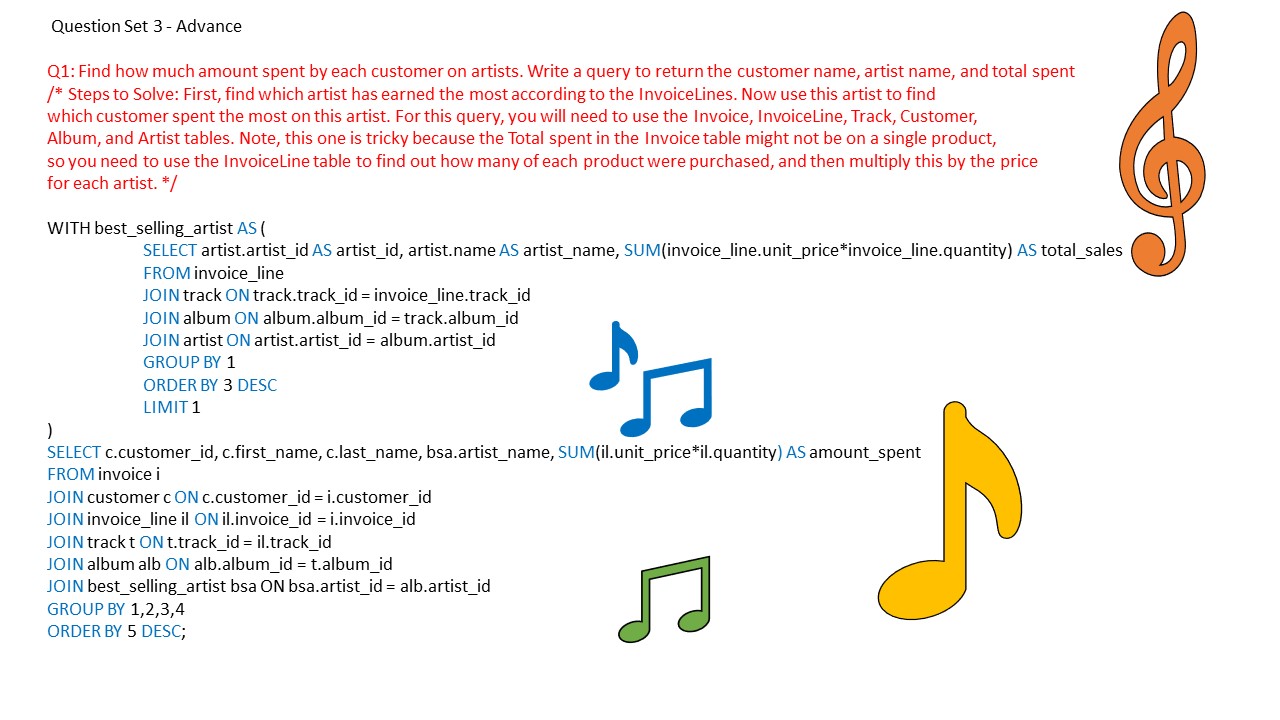 Question Set 3 - Advance
Q1: Find how much amount spent by each customer on artists. Write a query to return the customer name, artist name, and total spent
/* Steps to Solve: First, find which artist has earned the most according to the InvoiceLines. Now use this artist to find
which customer spent the most on this artist. For this query, you will need to use the Invoice, InvoiceLine, Track, Customer,
Album, and Artist tables. Note, this one is tricky because the Total spent in the Invoice table might not be on a single product,
so you need to use the InvoiceLine table to find out how many of each product were purchased, and then multiply this by the price
for each artist. */
WITH best_selling_artist AS (
SELECT artist.artist_id AS artist_id, artist.name AS artist_name, SUM(invoice_line.unit_price*invoice_line.quantity) AS total_sales
FROM invoice_line
JOIN track ON track.track_id = invoice_line.track_id
JOIN album ON album.album_id = track.album_id
JOIN artist ON artist.artist_id = album.artist_id
GROUP BY 1
ORDER BY 3 DESC
LIMIT 1
)
SELECT c.customer_id, c.first_name, c.last_name, bsa.artist_name, SUM(il.unit_price*il.quantity) AS amount_spent
FROM invoice i
JOIN customer c ON c.customer_id = i.customer_id
JOIN invoice_line il ON il.invoice_id = i.invoice_id
JOIN track t ON t.track_id = il.track_id
JOIN album alb ON alb.album_id = t.album_id
JOIN best_selling_artist bsa ON bsa.artist_id = alb.artist_id
GROUP BY 1,2,3,4
ORDER BY 5 DESC;